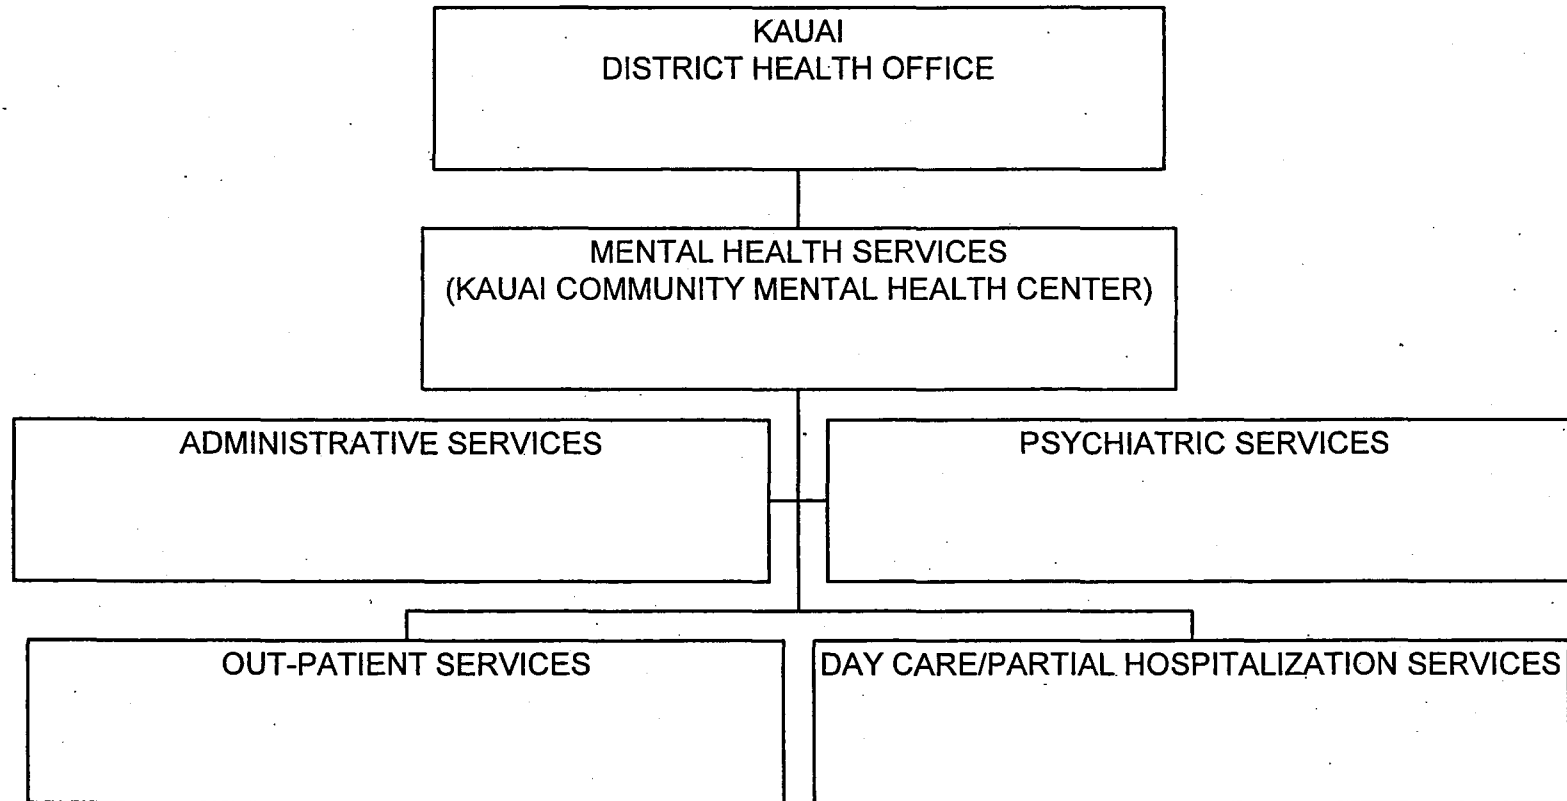 KAUAI
DISTRICT HEALTH OFFICE
MENTAL HEALTH SERVICES
(KAUAI COMMUNITY MENTAL HEALTH CENTER)
ADMINISTRATIVE SERVICES
PSYCHIATRIC SERVICES
OUT-PATIENT SERVICES
DAY CARE/PARTIAL HOSPITALIZATION SERVICES